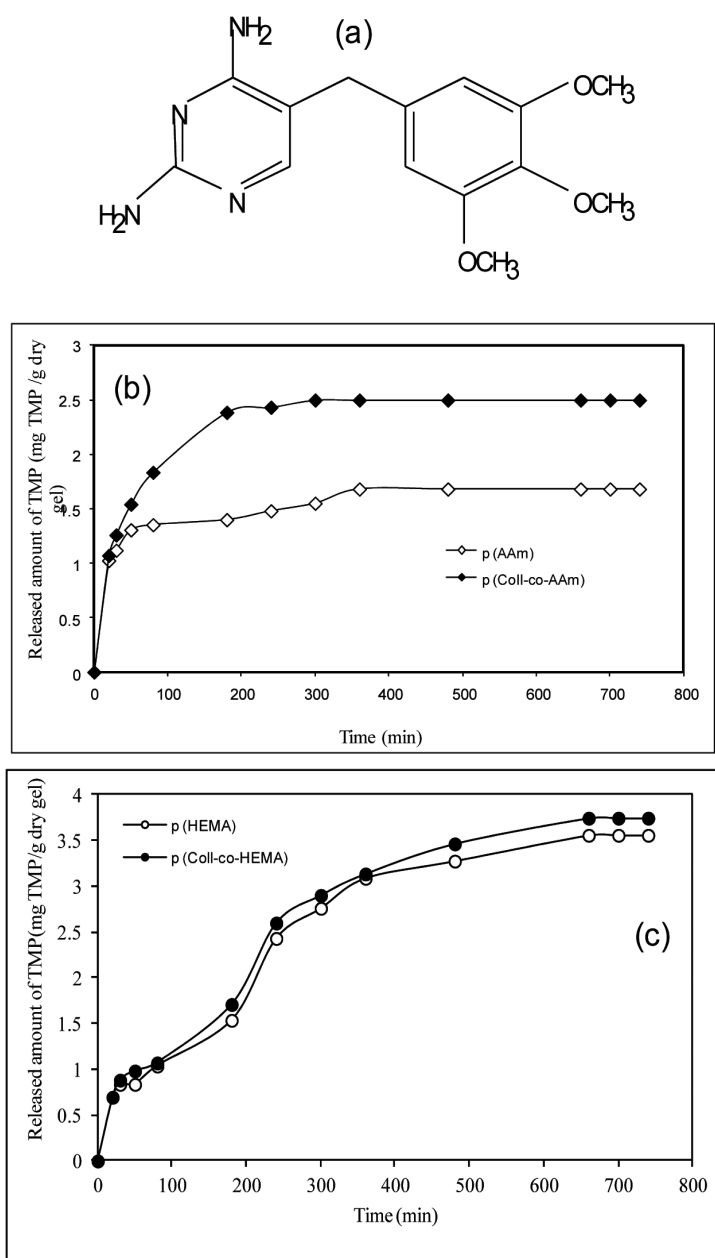 NH2
(a)
N
OCH3
H2N
N
OCH3
OCH3
Released amount of TMP (mg TMP /g dry
gel)
3
2.5
2
1.5
1
0.5
0
(b)
p (AAm)
p (Coll-co-AAm)
0 100 200 300 400 500 600 700 800
Time (min)
Released amount of TMP(mg TMP/g dry gel)
4
3.5
3
2.5
2
1.5
1
0.5
0
p (HEMA)
p (Coll-co-HEMA)
(c)
0 100 200 300 400 500 600 700 800
Time (min)